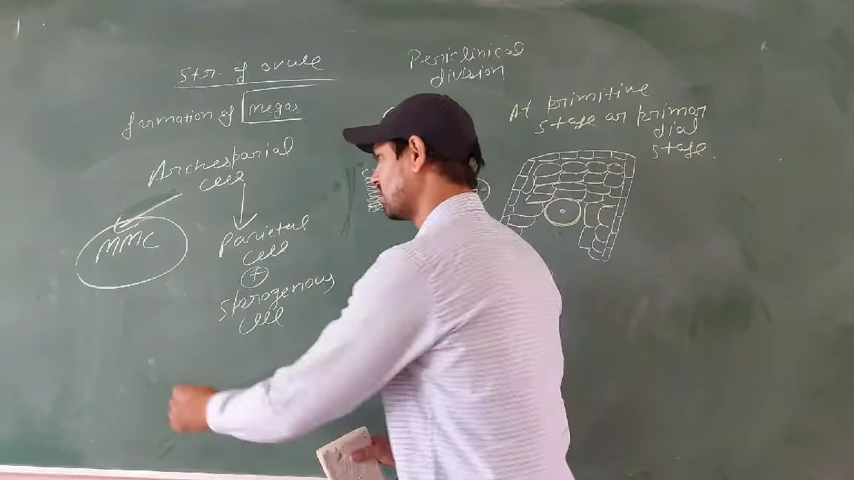 Str. of ovule
formation of megas
Archesporial
cell
MMC
Parietal
cell
+
Sporogenous
cell
Periclinical
division
At primitive
stage or primor
dial
stage.